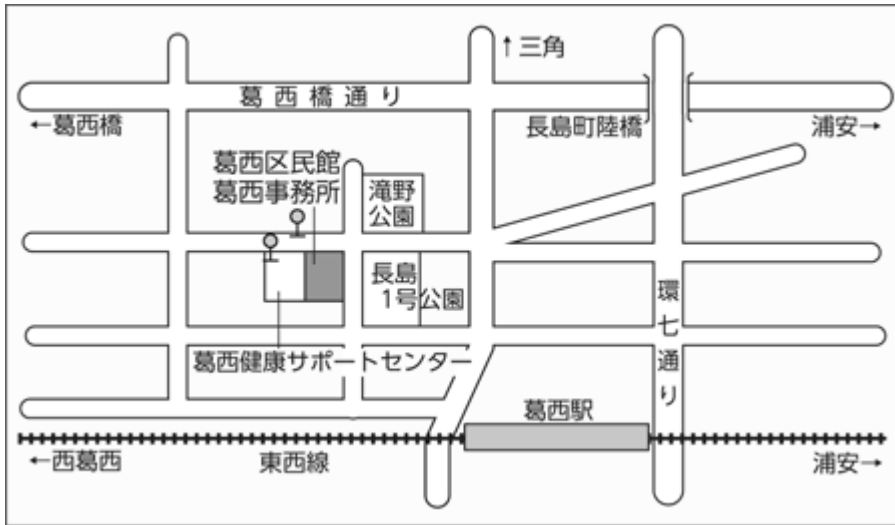 ↑三角
葛西橋通り
←葛西橋
長島町陸橋
浦安→
葛西区民館
葛西事務所
滝野
公園
長島
1号公園
環七通り
葛西健康サポートセンター
葛西駅
←西葛西
東西線
浦安→